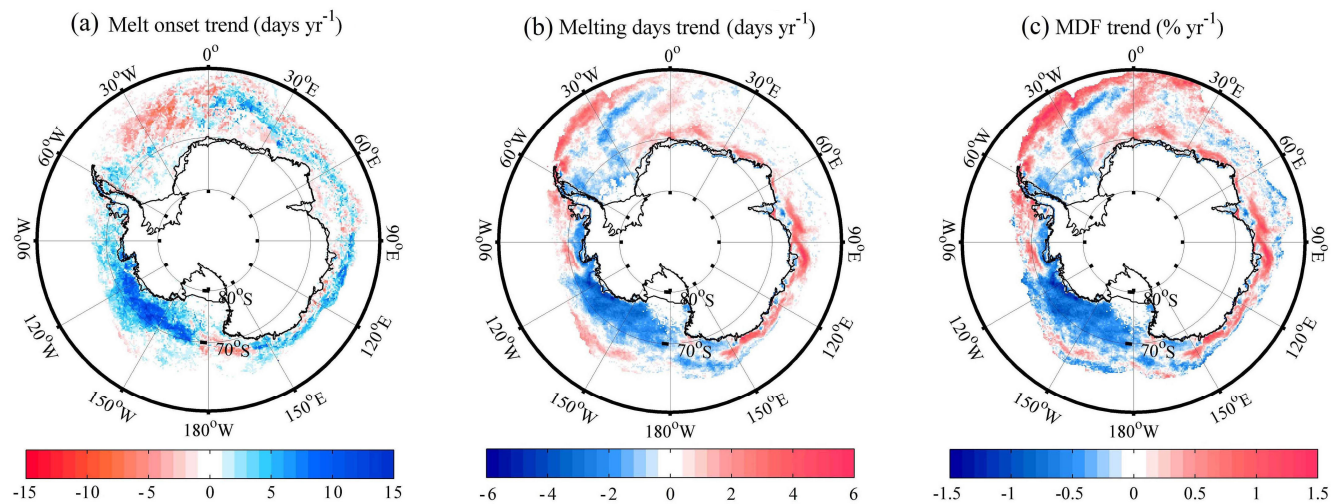 (a) Melt onset trend (days yr⁻¹)
0°
30°W
30°E
60°W
60°E
90°W
90°E
80°S
120°W
120°E
70°S
150°W
150°E
180°W
-15 -10 -5 0 5 10 15
(b) Melting days trend (days yr⁻¹)
0°
30°W
30°E
60°W
60°E
90°W
90°E
80°S
120°W
120°E
70°S
150°W
150°E
180°W
-6 -4 -2 0 2 4 6
(c) MDF trend (% yr⁻¹)
0°
30°W
30°E
60°W
60°E
90°W
90°E
80°S
120°W
120°E
70°S
150°W
150°E
180°W
-1.5 -1 -0.5 0 0.5 1 1.5